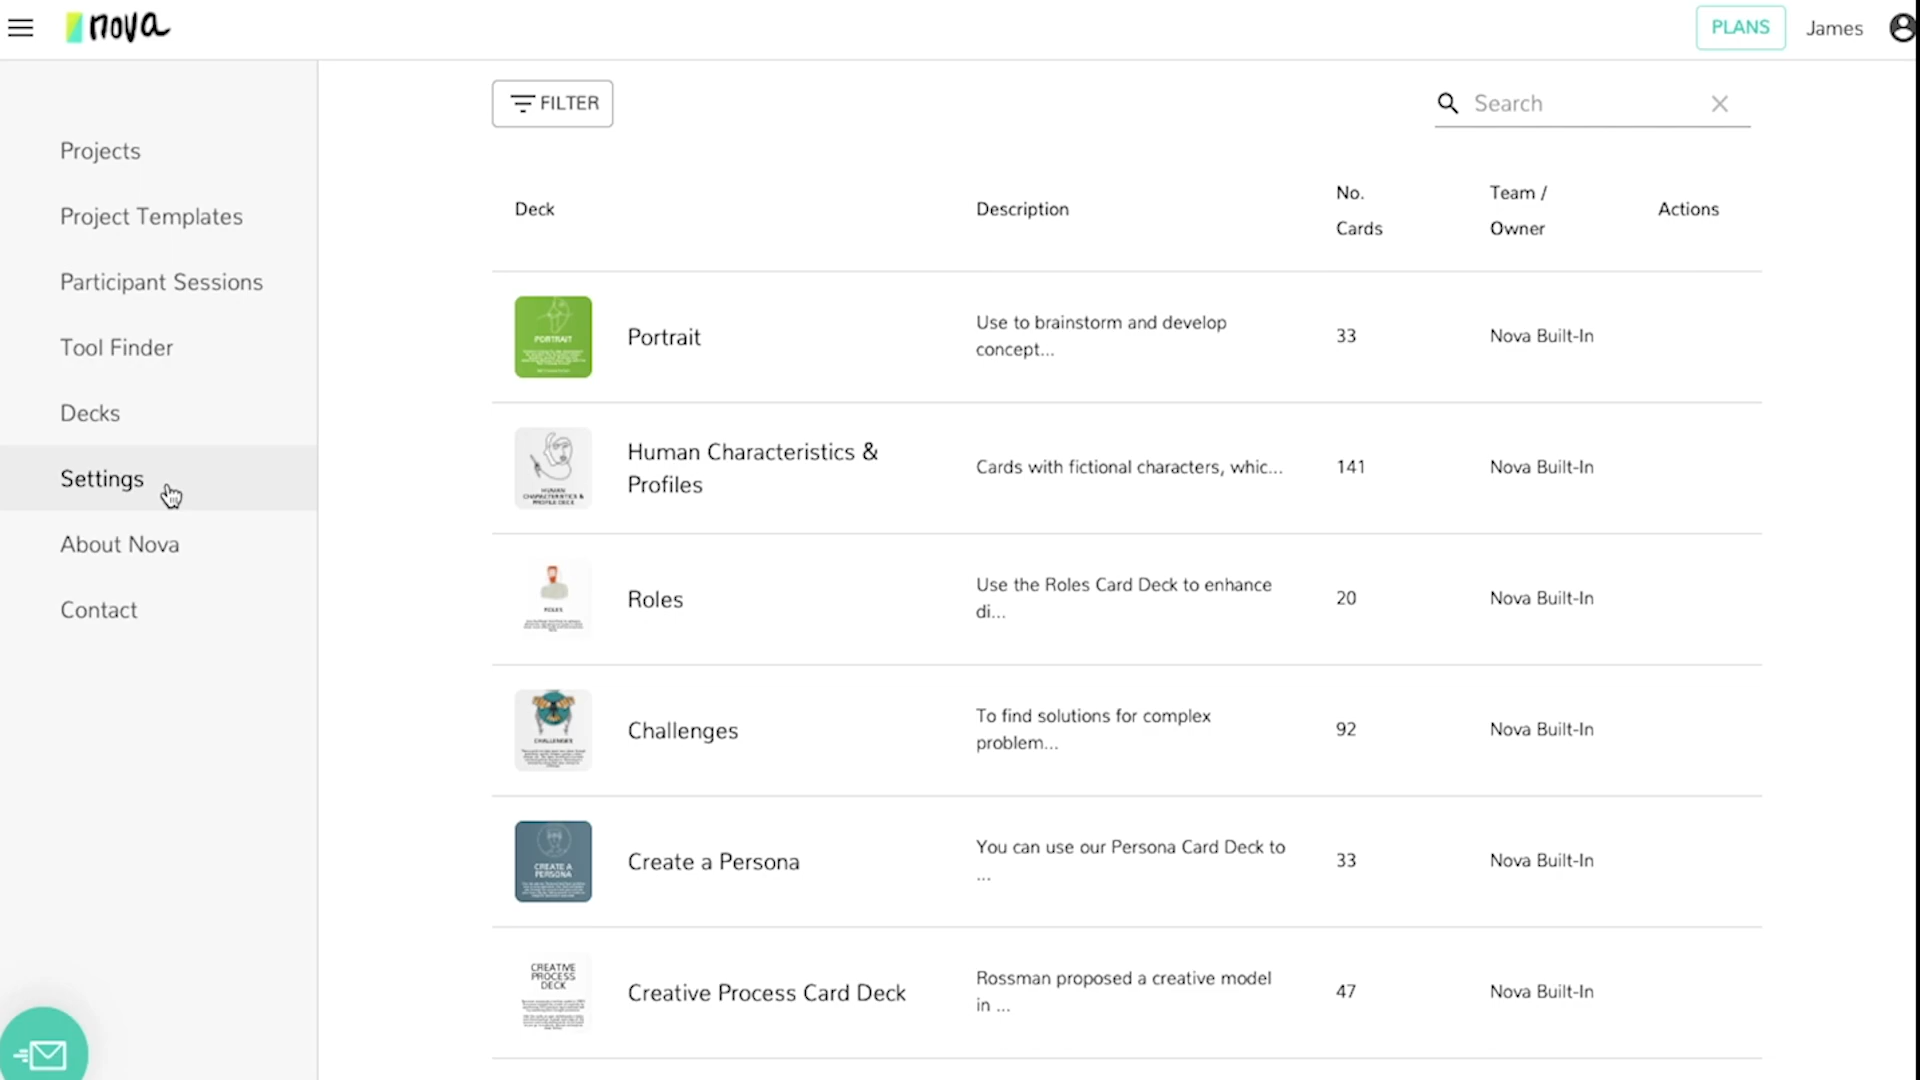 nova
PLANS
James
FILTER
Search
Projects
Project Templates
Participant Sessions
Tool Finder
Decks
Settings
About Nova
Contact
Deck
Description
No.
Cards
Team /
Owner
Actions
PORTRAIT
Portrait
Use to brainstorm and develop
concept...
33
Nova Built-In
HUMAN
CHARACTERISTICS &
PROFILE DECK
Human Characteristics &
Profiles
Cards with fictional characters, whic...
141
Nova Built-In
ROLES
Roles
Use the Roles Card Deck to enhance
di...
20
Nova Built-In
CHALLENGES
Challenges
To find solutions for complex
problem...
92
Nova Built-In
CREATE A
PERSONA
Create a Persona
You can use our Persona Card Deck to
...
33
Nova Built-In
CREATIVE
PROCESS
DECK
Creative Process Card Deck
Rossman proposed a creative model
in ...
47
Nova Built-In